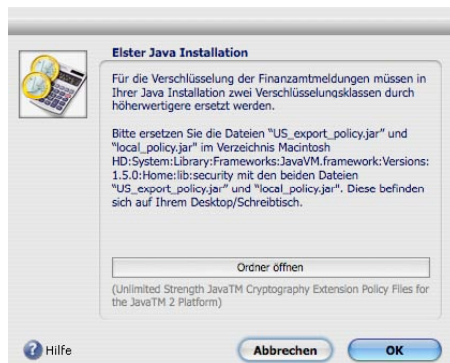 Elster Java Installation
Für die Verschlüsselung der Finanzamtmeldungen müssen in
Ihrer Java Installation zwei Verschlüsselungsklassen durch
höherwertigere ersetzt werden.
Bitte ersetzen Sie die Dateien "US_export_policy.jar" und
"local_policy.jar" im Verzeichnis Macintosh
HD:System:Library:Frameworks:JavaVM.framework:Versions:
1.5.0:Home:lib:security mit den beiden Dateien
"US_export_policy.jar" und "local_policy.jar". Diese befinden
sich auf Ihrem Desktop/Schreibtisch.
Ordner öffnen
(Unlimited Strength JavaTM Cryptography Extension Policy Files for
the JavaTM 2 Platform)
Hilfe
Abbrechen
OK